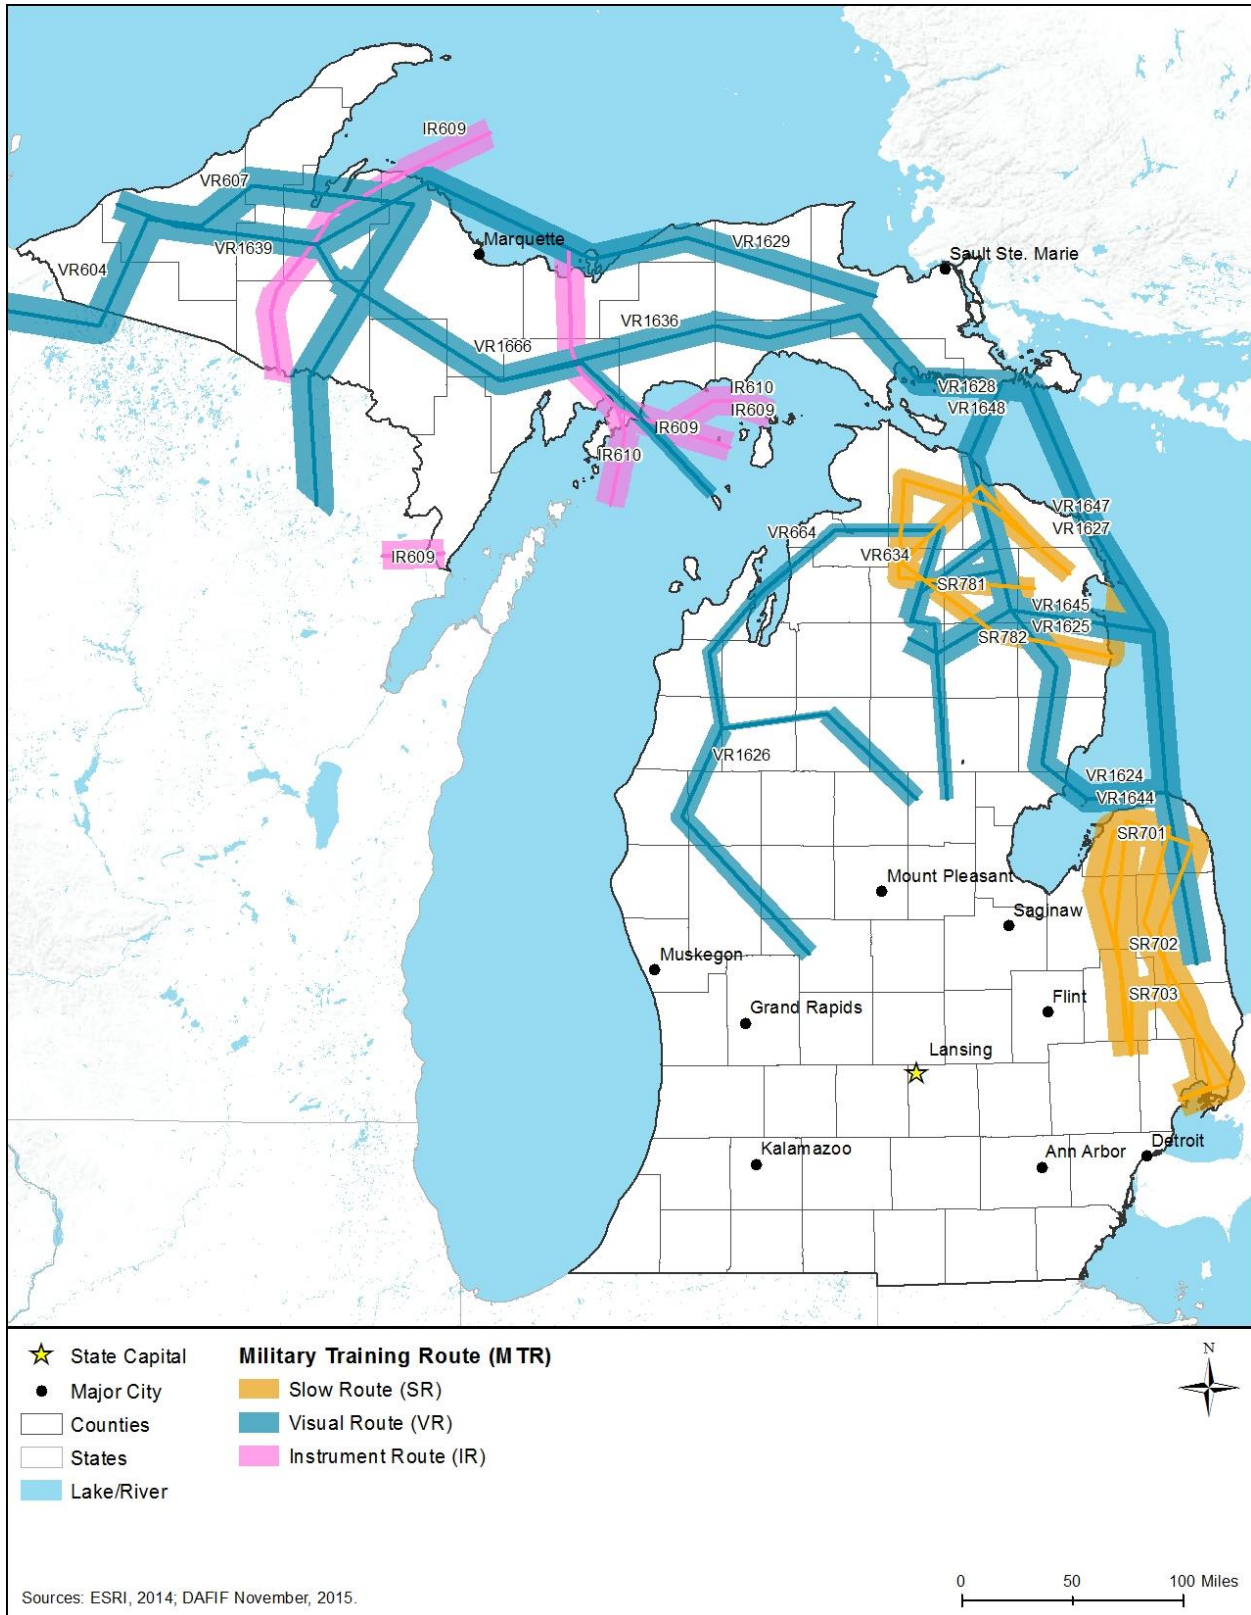 IR609
VR607
VR1639
VR604
Marquette
VR1629
Sault Ste. Marie
VR1636
VR1666
VR1628
VR1648
IR610
IR609
IR609
IR610
VR1647
VR1627
VR664
VR634
IR609
SR781
VR1645
VR1625
SR782
VR1626
VR1624
VR1644
SR701
Mount Pleasant
Saginaw
SR702
Muskegon
SR703
Flint
Grand Rapids
Lansing
Kalamazoo
Ann Arbor
Detroit
State Capital
Major City
Counties
States
Lake/River
Military Training Route (MTR)
Slow Route (SR)
Visual Route (VR)
Instrument Route (IR)
N
Sources: ESRI, 2014; DAFIF November, 2015.
0 50 100 Miles